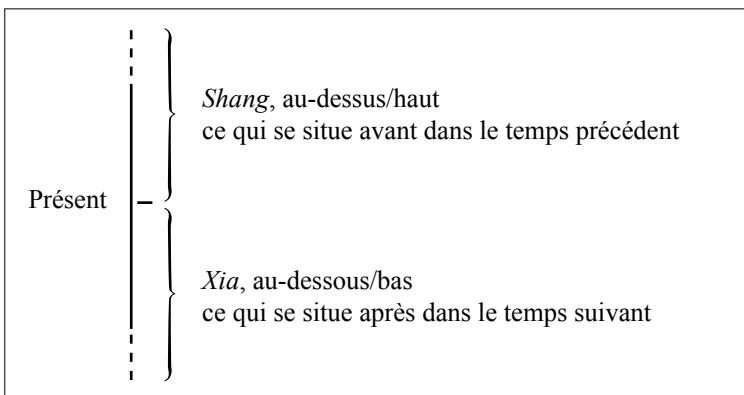 Shang, au-dessus/haut
ce qui se situe avant dans le temps précédent
Présent
Xia, au-dessous/bas
ce qui se situe après dans le temps suivant